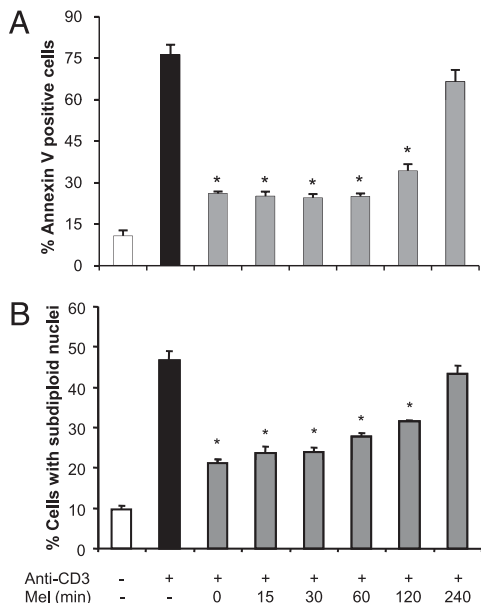 A
% Annexin V positive cells
90
75
60
45
30
15
0
* * * * *
B
% Cells with subdiploid nuclei
60
50
40
30
20
10
0
* * * * *
Anti-CD3 - + + + + + + +
Mel (min) - - 0 15 30 60 120 240